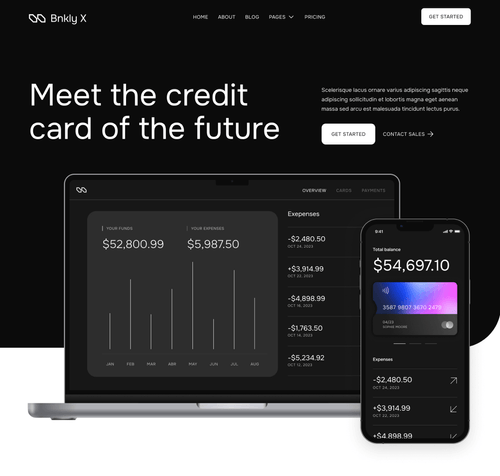 Bnkly X
HOME ABOUT BLOG PAGES PRICING
GET STARTED
Meet the credit
card of the future
Scelerisque lacus ornare varius adipiscing sagittis neque
adipiscing sollicitudin et lobortis magna eget aenean
massa sed arcu est malesuada tincidunt lectus purus.
GET STARTED
CONTACT SALES
OVERVIEW CARDS PAYMENTS
YOUR FUNDS
$52,800.99
YOUR EXPENSES
$5,987.50
JAN FEB MAR ABR MAY JUN JUL AUG
Exepenses
-$2,480.50
OCT 24, 2023
+$3,914.99
OCT 22, 2023
-$4,898.99
-$1,763.50
OCT 14, 2023
-$5,234.92
OCT 12, 2023
9:41
Total balance
$54,697.10
3587 9807 3670 2479
Expenses
-$2,480.50
OCT 24, 2023
+$3,914.99
OCT 22, 2023
+$4,898.99